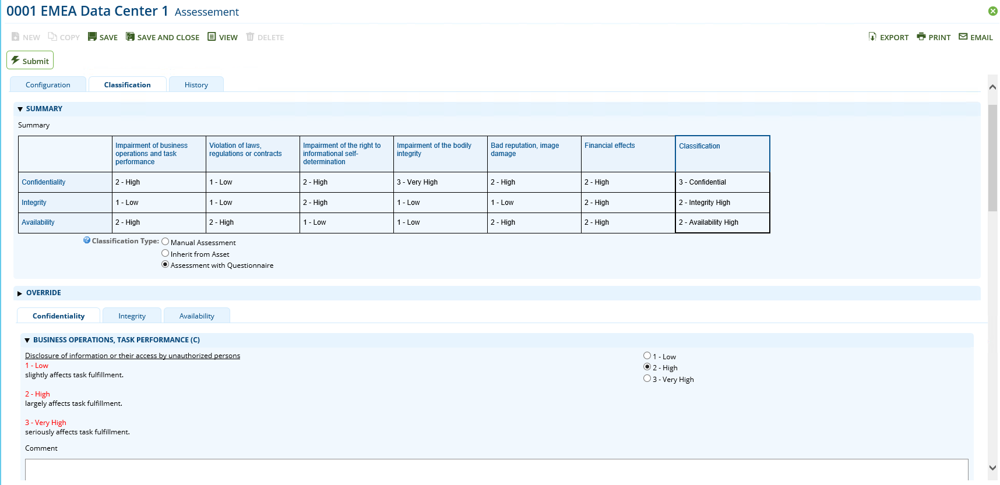 0001 EMEA Data Center 1 Assessement
NEW COPY SAVE SAVE AND CLOSE VIEW DELETE EXPORT PRINT EMAIL
Submit
Configuration Classification History
SUMMARY
Summary
Impairment of business operations and task performance Violation of laws, regulations or contracts Impairment of the right to informational self-determination Impairment of the bodily integrity Bad reputation, image damage Financial effects Classification
Confidentiality 2 - High 1 - Low 2 - High 3 - Very High 2 - High 2 - High 3 - Confidential
Integrity 1 - Low 1 - Low 2 - High 1 - Low 1 - Low 2 - High 2 - Integrity High
Availability 2 - High 2 - High 1 - Low 1 - Low 2 - High 2 - High 2 - Availability High
Classification Type: Manual Assessment
Inherit from Asset
Assessment with Questionnaire
OVERRIDE
Confidentiality Integrity Availability
BUSINESS OPERATIONS, TASK PERFORMANCE (C)
Disclosure of information or their access by unauthorized persons
1 - Low
slightly affects task fulfillment.
2 - High
largely affects task fulfillment.
3 - Very High
seriously affects task fulfillment.
1 - Low
2 - High
3 - Very High
Comment